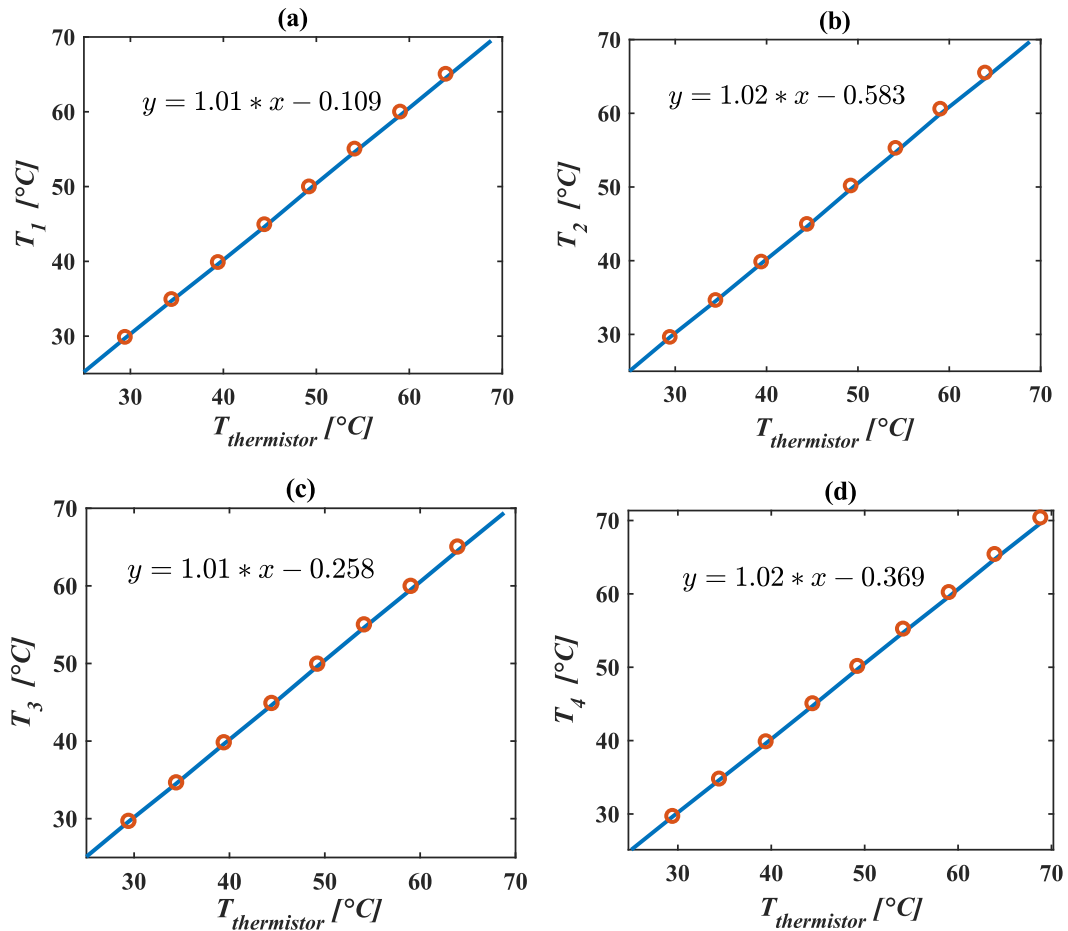 (a)
70
60
50
40
30
T1 [°C]
y = 1.01 * x − 0.109
30 40 50 60 70
Tthermistor [°C]
(b)
70
60
50
40
30
T2 [°C]
y = 1.02 * x − 0.583
30 40 50 60 70
Tthermistor [°C]
(c)
70
60
50
40
30
T3 [°C]
y = 1.01 * x − 0.258
30 40 50 60 70
Tthermistor [°C]
(d)
70
60
50
40
30
T4 [°C]
y = 1.02 * x − 0.369
30 40 50 60 70
Tthermistor [°C]